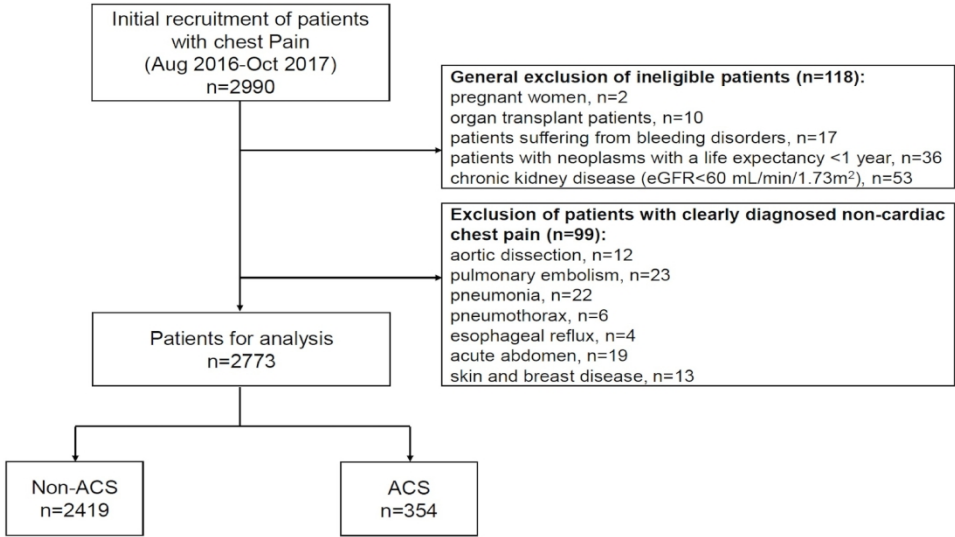 Initial recruitment of patients
with chest Pain
(Aug 2016-Oct 2017)
n=2990
General exclusion of ineligible patients (n=118):
pregnant women, n=2
organ transplant patients, n=10
patients suffering from bleeding disorders, n=17
patients with neoplasms with a life expectancy <1 year, n=36
chronic kidney disease (eGFR<60 mL/min/1.73m²), n=53
Exclusion of patients with clearly diagnosed non-cardiac
chest pain (n=99):
aortic dissection, n=12
pulmonary embolism, n=23
pneumonia, n=22
pneumothorax, n=6
esophageal reflux, n=4
acute abdomen, n=19
skin and breast disease, n=13
Patients for analysis
n=2773
Non-ACS
n=2419
ACS
n=354